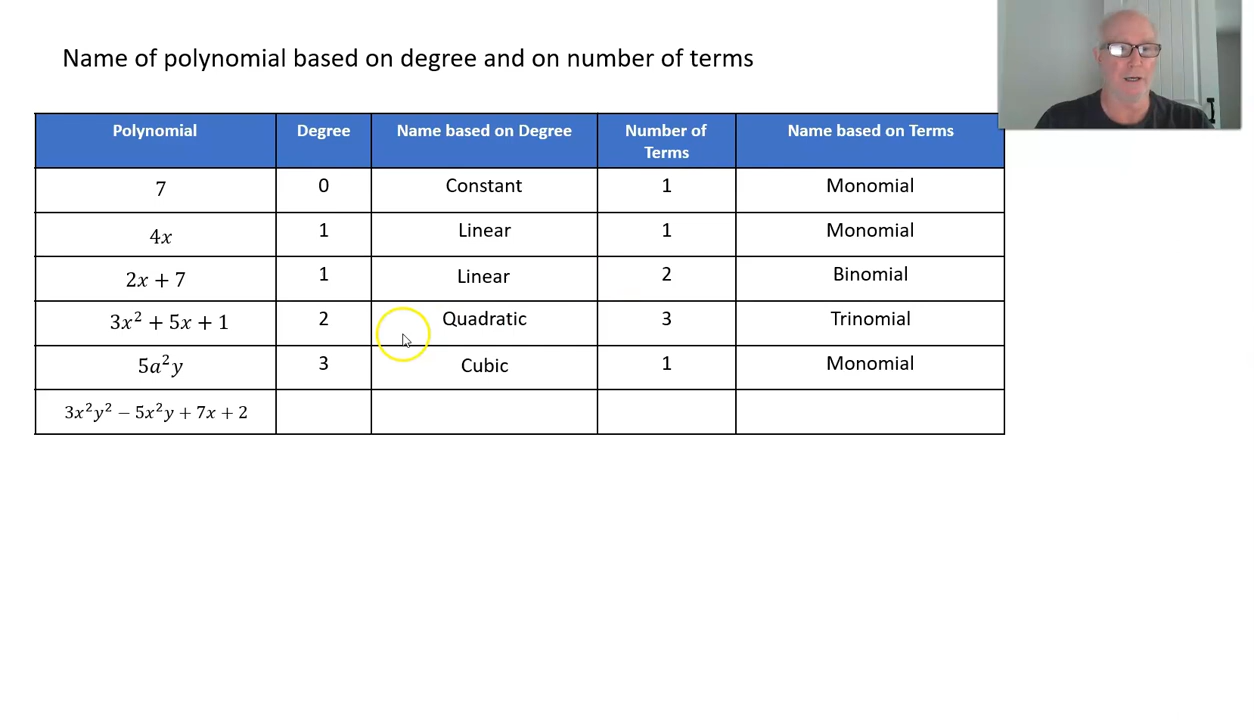 Name of polynomial based on degree and on number of terms
Polynomial Degree Name based on Degree Number of Terms Name based on Terms
7 0 Constant 1 Monomial
4x 1 Linear 1 Monomial
2x + 7 1 Linear 2 Binomial
3x² + 5x + 1 2 Quadratic 3 Trinomial
5a²y 3 Cubic 1 Monomial
3x²y² − 5x²y + 7x + 2